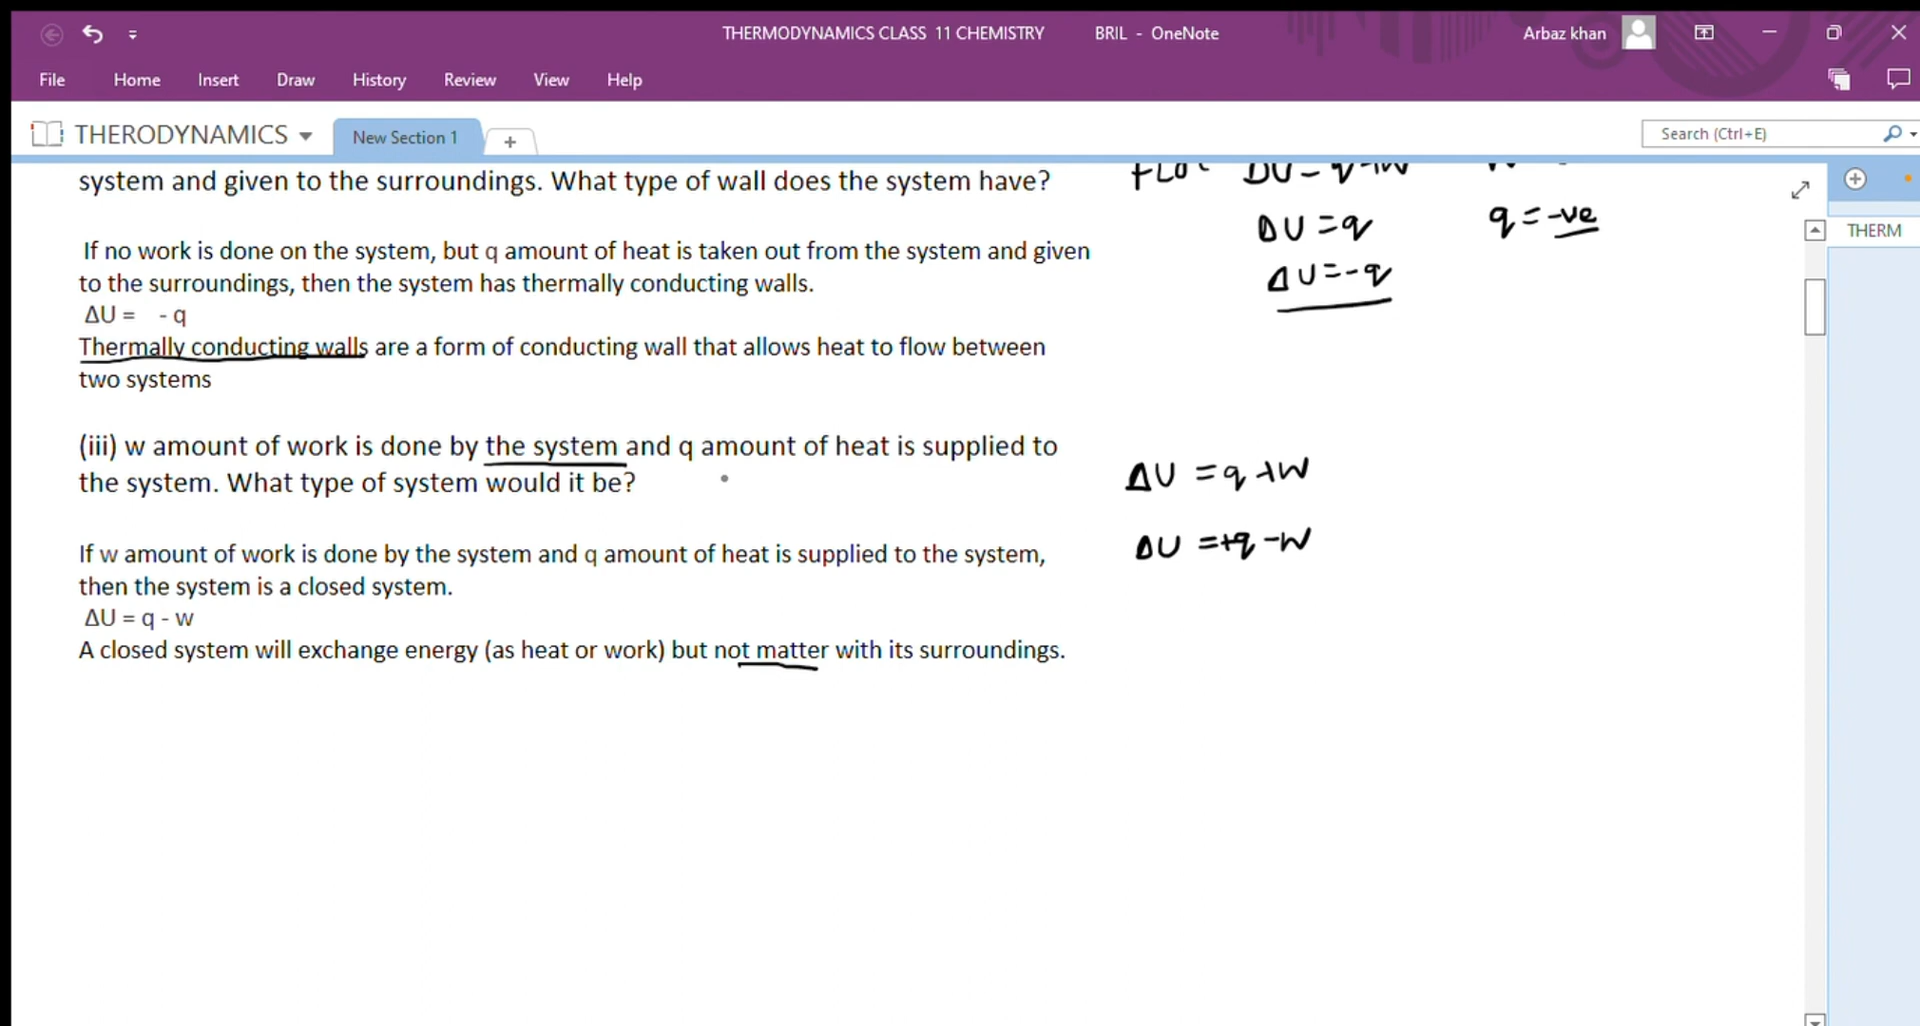 THERMODYNAMICS CLASS 11 CHEMISTRY BRIL - OneNote
Arbaz khan
File Home Insert Draw History Review View Help
THERODYNAMICS
New Section 1
+
Search (Ctrl+E)
THERM
system and given to the surroundings. What type of wall does the system have?
If no work is done on the system, but q amount of heat is taken out from the system and given
to the surroundings, then the system has thermally conducting walls.
ΔU = - q
Thermally conducting walls are a form of conducting wall that allows heat to flow between
two systems
(iii) w amount of work is done by the system and q amount of heat is supplied to
the system. What type of system would it be?
If w amount of work is done by the system and q amount of heat is supplied to the system,
then the system is a closed system.
ΔU = q - w
A closed system will exchange energy (as heat or work) but not matter with its surroundings.
ΔU = q + w
ΔU = q
q = -ve
ΔU = -q
ΔU = q + w
ΔU = +q - w